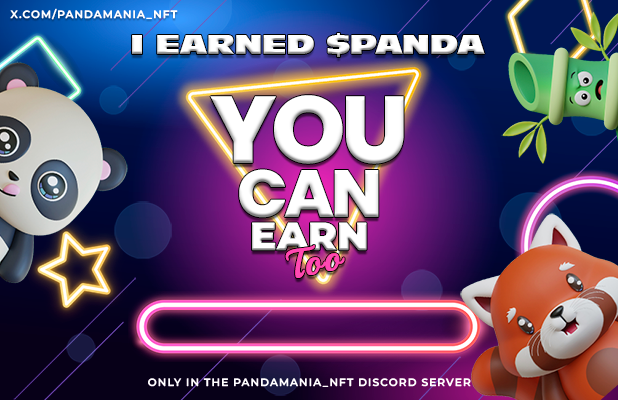 X.COM/PANDAMANIA_NFT
I EARNED $PANDA
YOU
CAN
EARN
Too
ONLY IN THE PANDAMANIA_NFT DISCORD SERVER